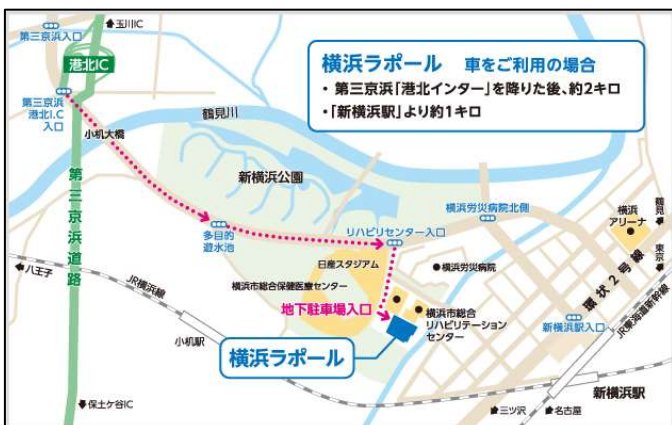 玉川IC
第三京浜入口
港北IC
第三京浜
港北I.C
入口
小机大橋
鶴見川
横浜ラポール 車をご利用の場合
・ 第三京浜「港北インター」を降りた後、約2キロ
・「新横浜駅」より約1キロ
新横浜公園
第三京浜道路
多目的
遊水池
リハビリセンター入口
横浜労災病院北側
横浜
アリーナ
鶴見
東京
日産スタジアム
横浜労災病院
八王子
JR横浜線
横浜市総合保健医療センター
環状2号線
JR東海道新幹線
地下駐車場入口
横浜市総合
リハビリテーション
センター
新横浜駅入口
小机駅
横浜ラポール
新横浜駅
保土ケ谷IC
三ツ沢
名古屋